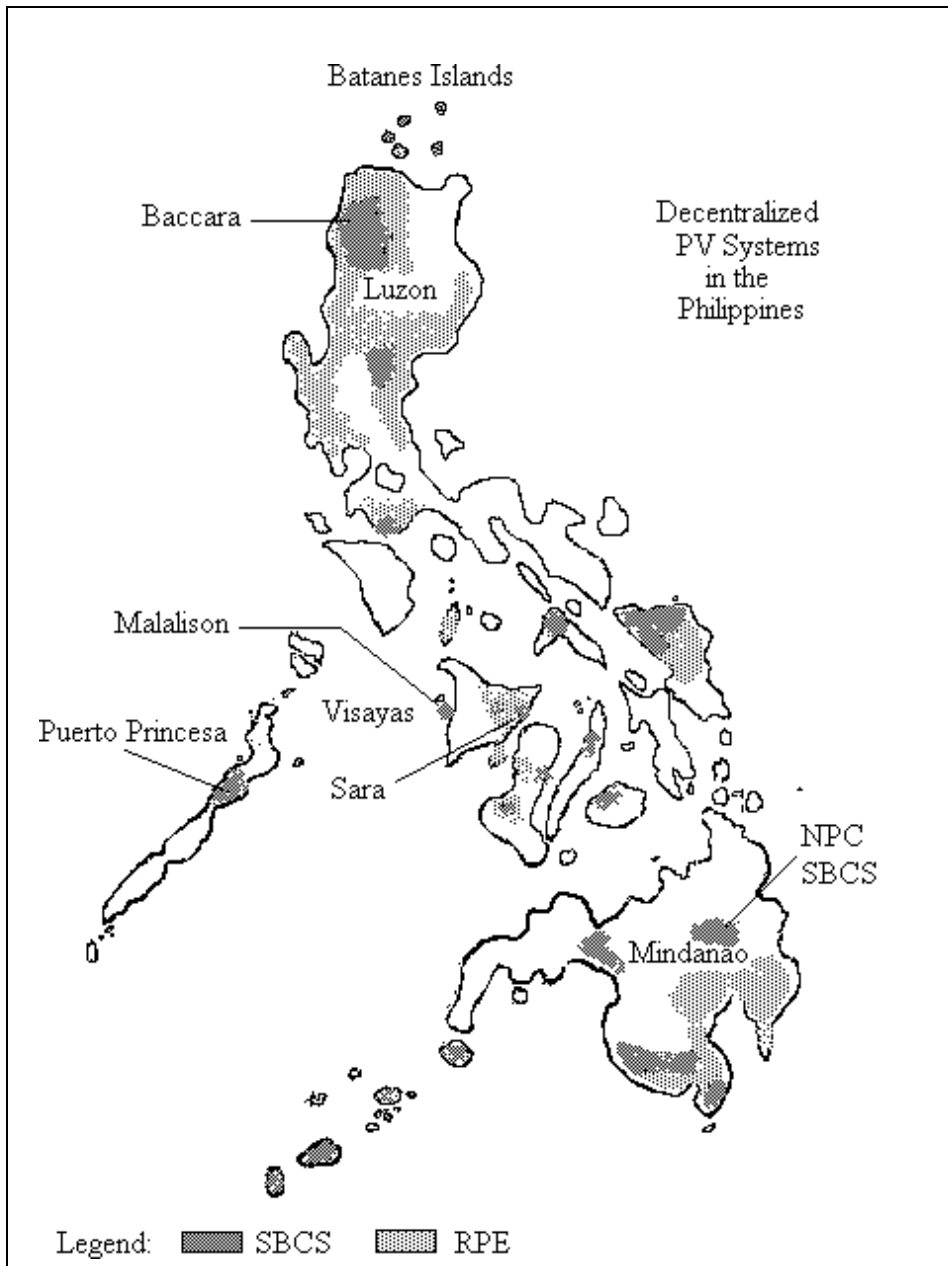 Batanes Islands
Baccara
Decentralized
PV Systems
in the
Philippines
Luzon
Malalison
Visayas
Puerto Princesa
Sara
NPC
SBCS
Mindanao
Legend: SBCS RPE